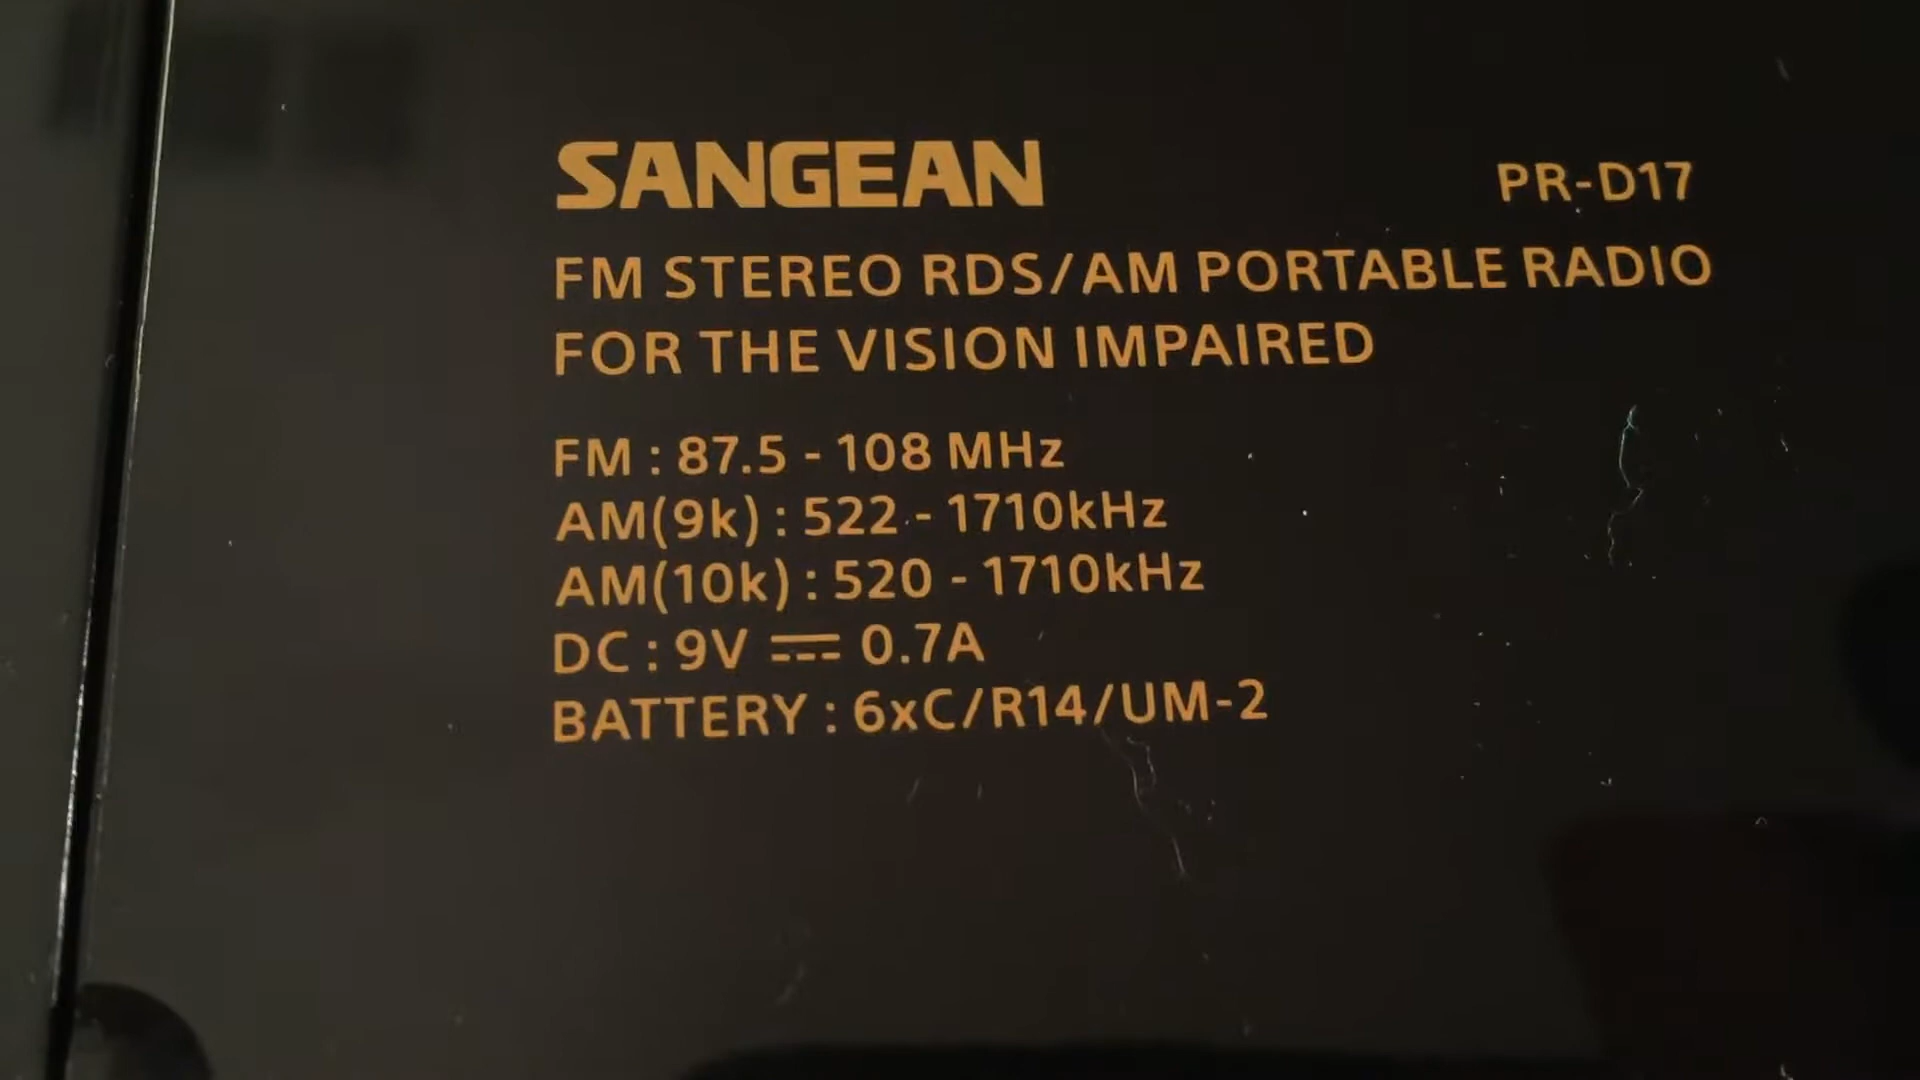 SANGEAN PR-D17
FM STEREO RDS/AM PORTABLE RADIO
FOR THE VISION IMPAIRED
FM : 87.5 - 108 MHz
AM(9k) : 522 - 1710kHz
AM(10k) : 520 - 1710kHz
DC : 9V ⎓ 0.7A
BATTERY : 6xC/R14/UM-2